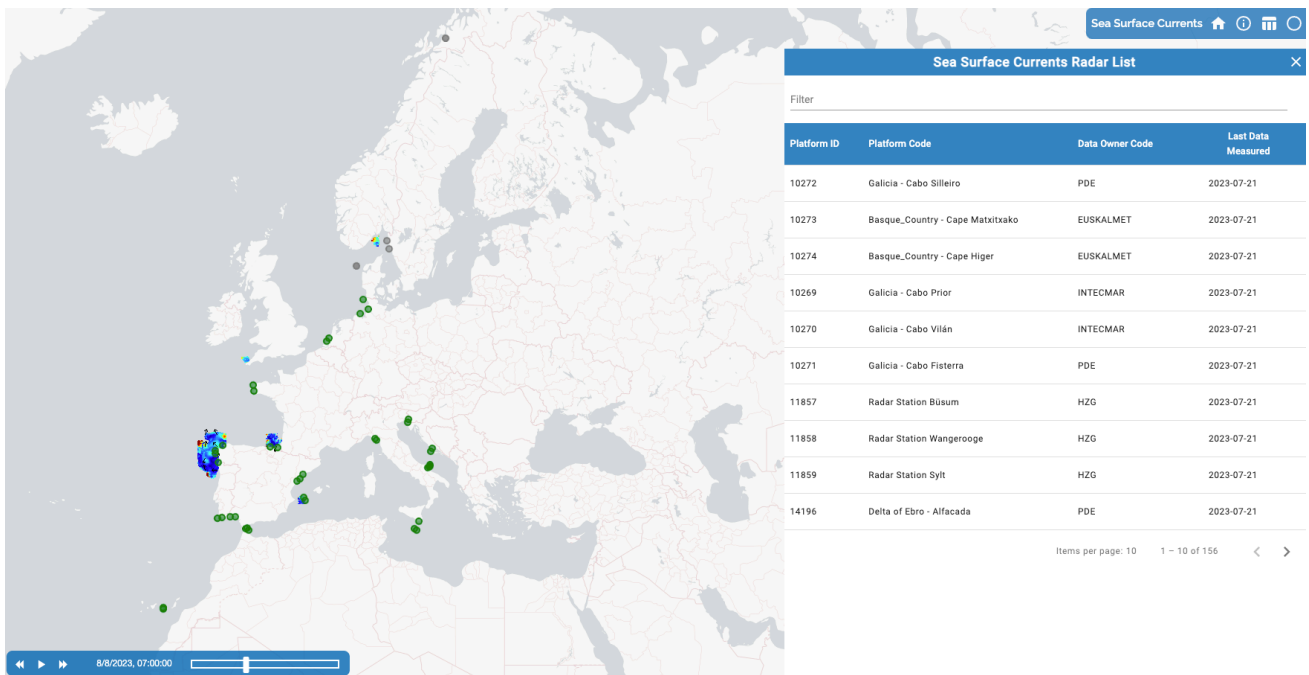 Sea Surface Currents
Sea Surface Currents Radar List
Filter
Platform ID Platform Code Data Owner Code Last Data
Measured
10272 Galicia - Cabo Silleiro PDE 2023-07-21
10273 Basque_Country - Cape Matxitxako EUSKALMET 2023-07-21
10274 Basque_Country - Cape Higer EUSKALMET 2023-07-21
10269 Galicia - Cabo Prior INTECMAR 2023-07-21
10270 Galicia - Cabo Vilán INTECMAR 2023-07-21
10271 Galicia - Cabo Fisterra PDE 2023-07-21
11857 Radar Station Büsum HZG 2023-07-21
11858 Radar Station Wangerooge HZG 2023-07-21
11859 Radar Station Sylt HZG 2023-07-21
14196 Delta of Ebro - Alfacada PDE 2023-07-21
Items per page: 10 1 – 10 of 156
8/8/2023, 07:00:00